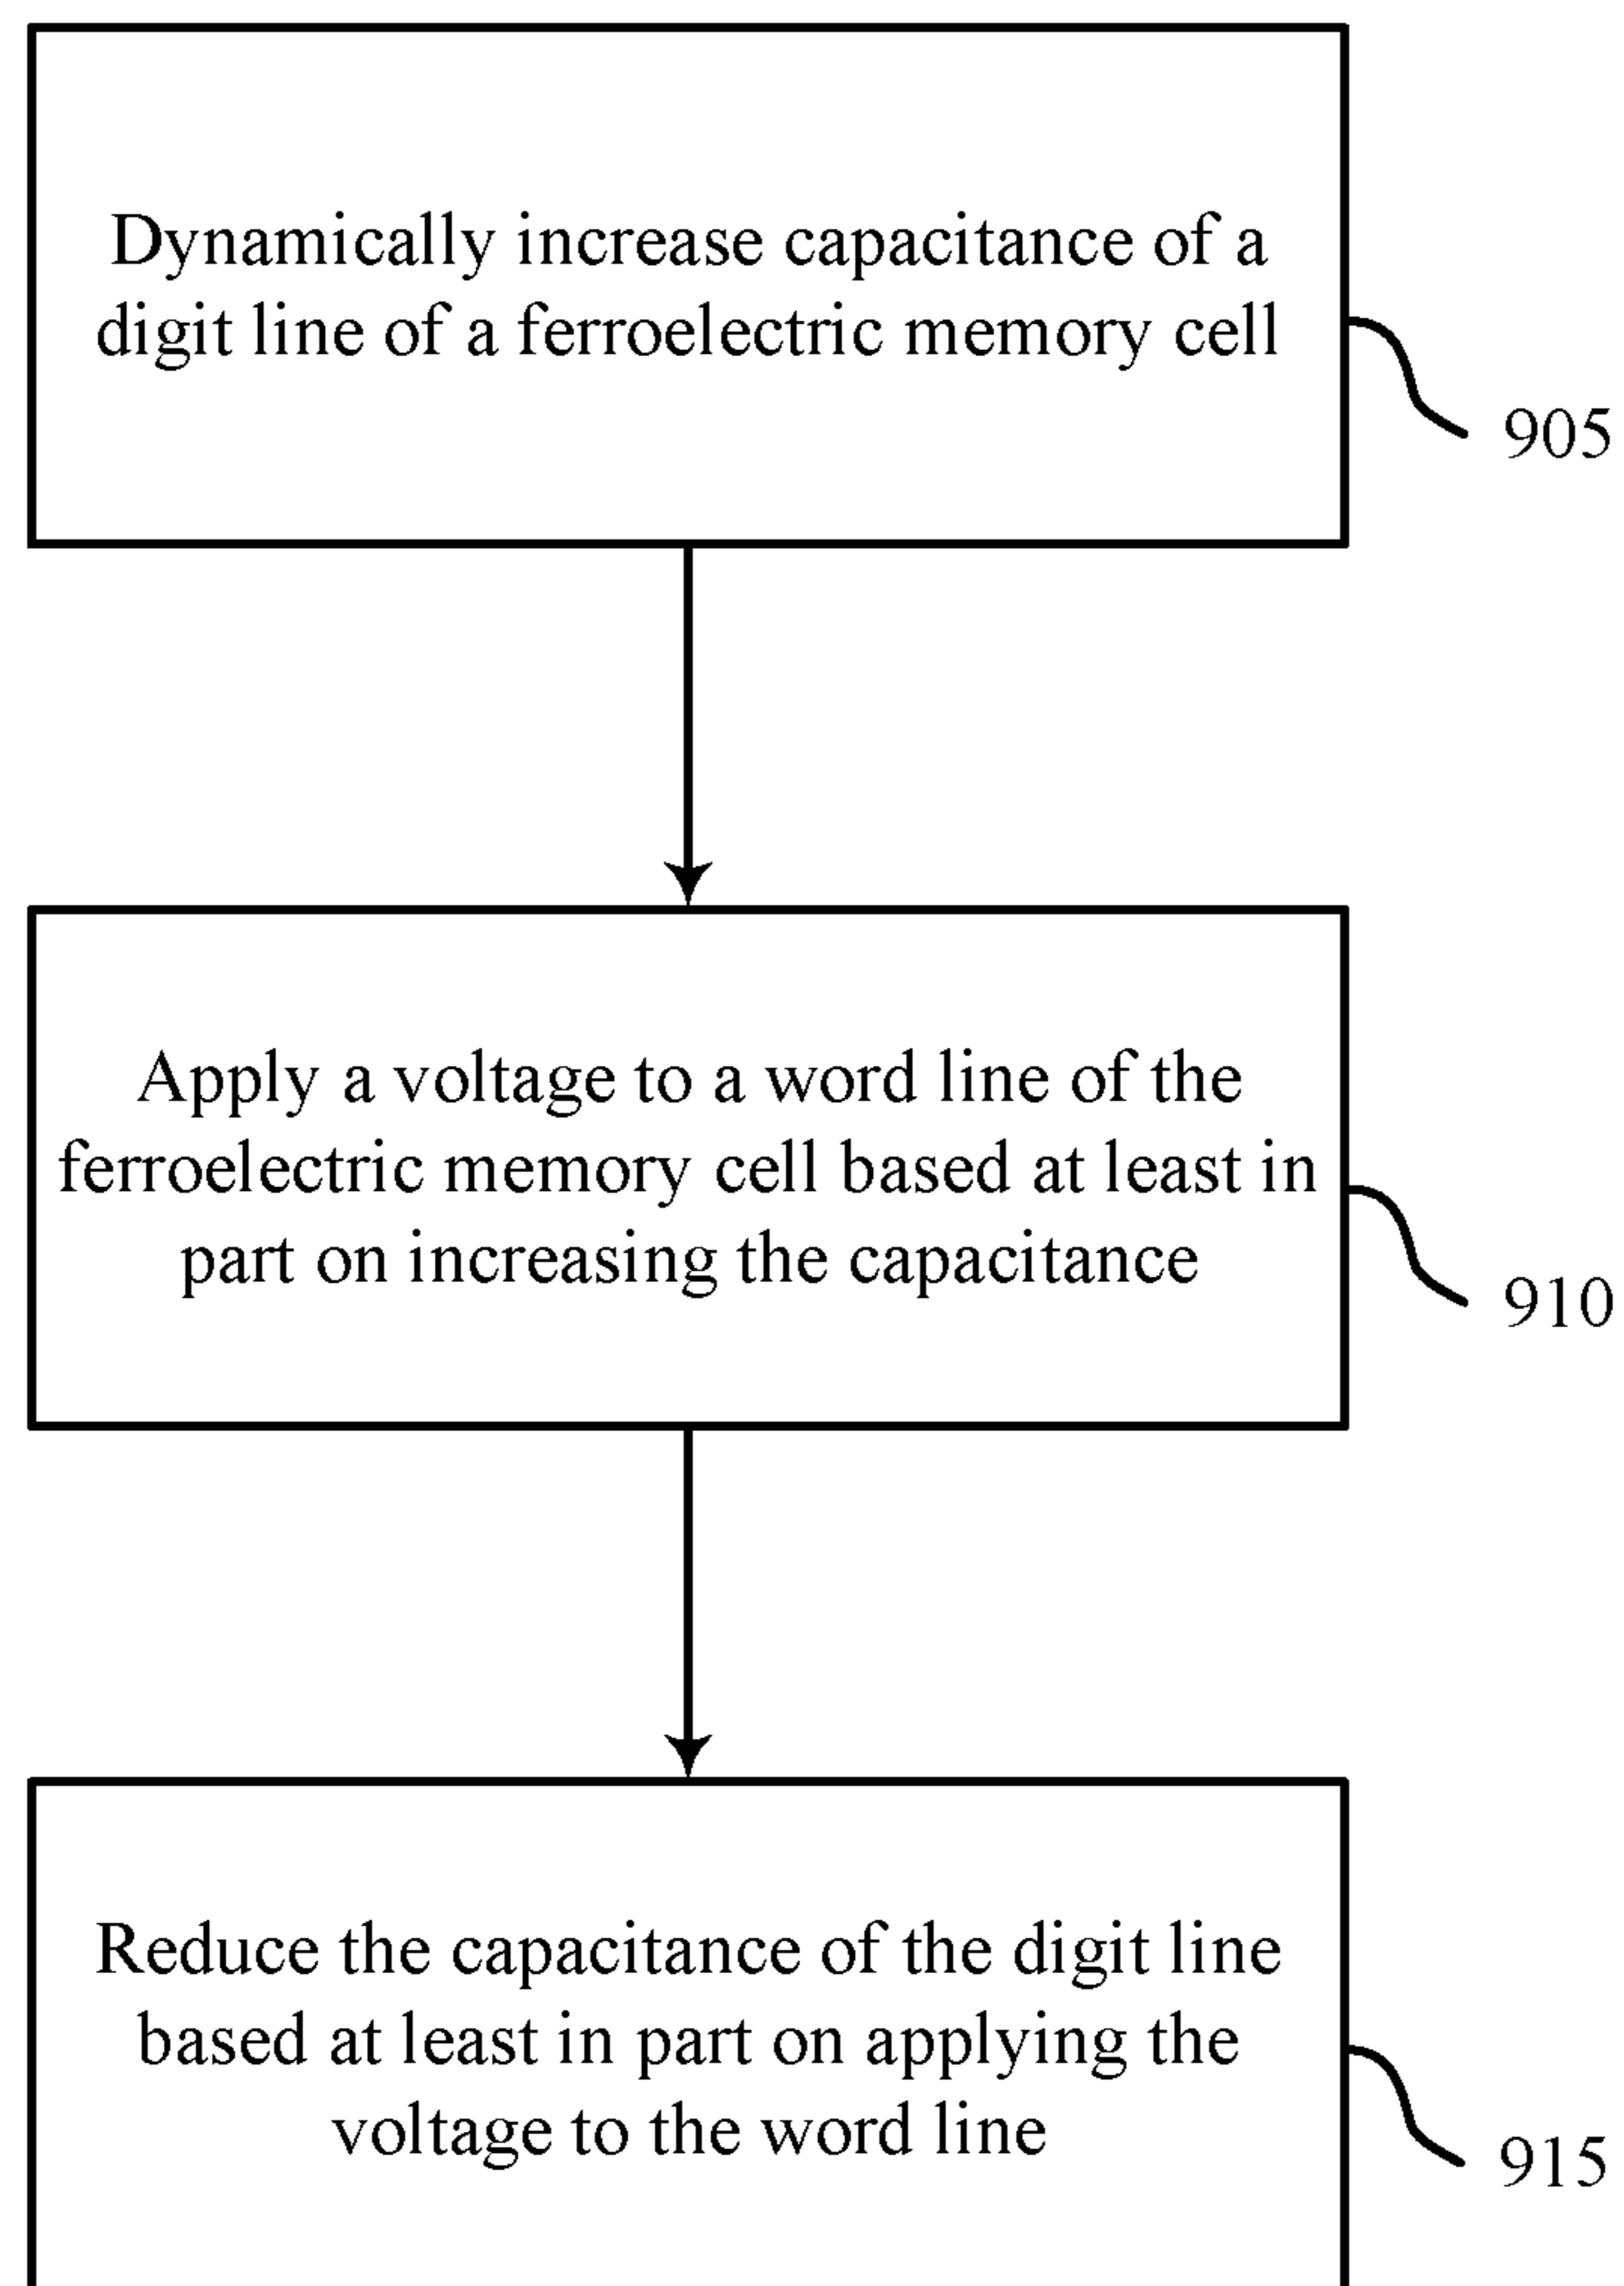 Dynamically increase capacitance of a
digit line of a ferroelectric memory cell
905
Apply a voltage to a word line of the
ferroelectric memory cell based at least in
part on increasing the capacitance
910
Reduce the capacitance of the digit line
based at least in part on applying the
voltage to the word line
915